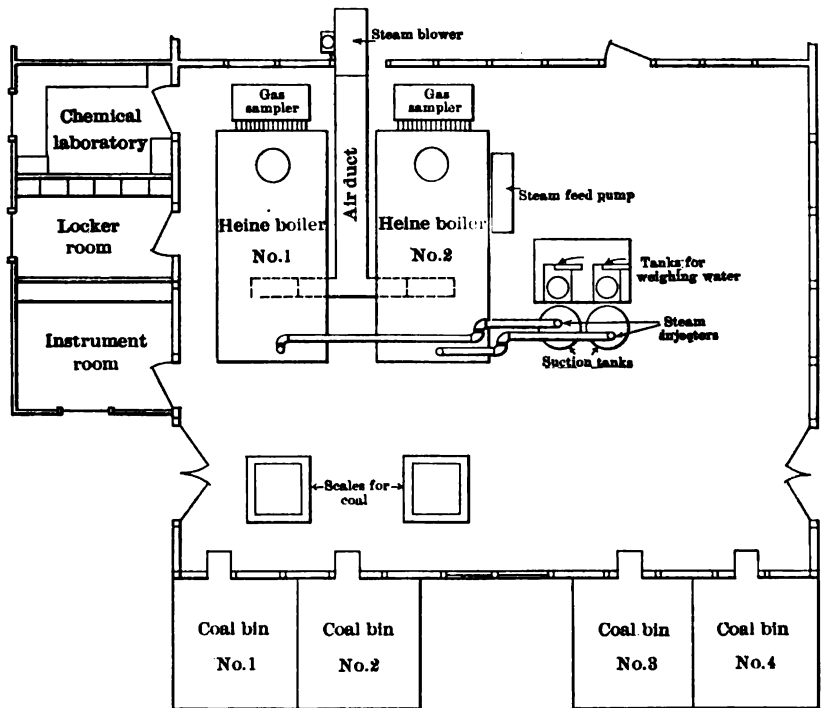 Steam blower
Gas
sampler
Gas
sampler
Chemical
laboratory
Air duct
Steam feed pump
Locker
room
Heine boiler
No.1
Heine boiler
No.2
Tanks for
weighing water
Instrument
room
Steam
injectors
Suction tanks
Scales for
coal
Coal bin
No.1
Coal bin
No.2
Coal bin
No.3
Coal bin
No.4